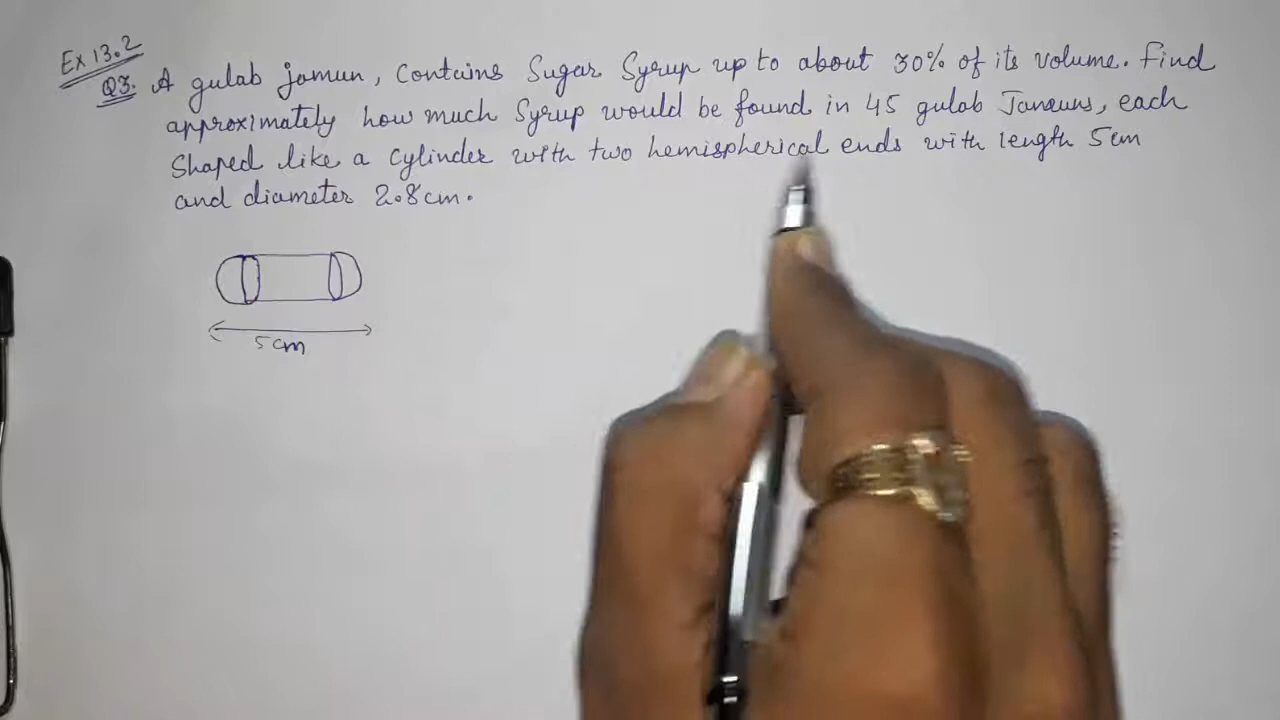 Ex 13.2
Q3. A gulab jamun, Contains Sugar Syrup up to about 30% of its volume. Find
approximately how much Syrup would be found in 45 gulab Jamuns, each
Shaped like a Cylinder with two hemispherical ends with length 5cm
and diameter 2.8cm.
5cm